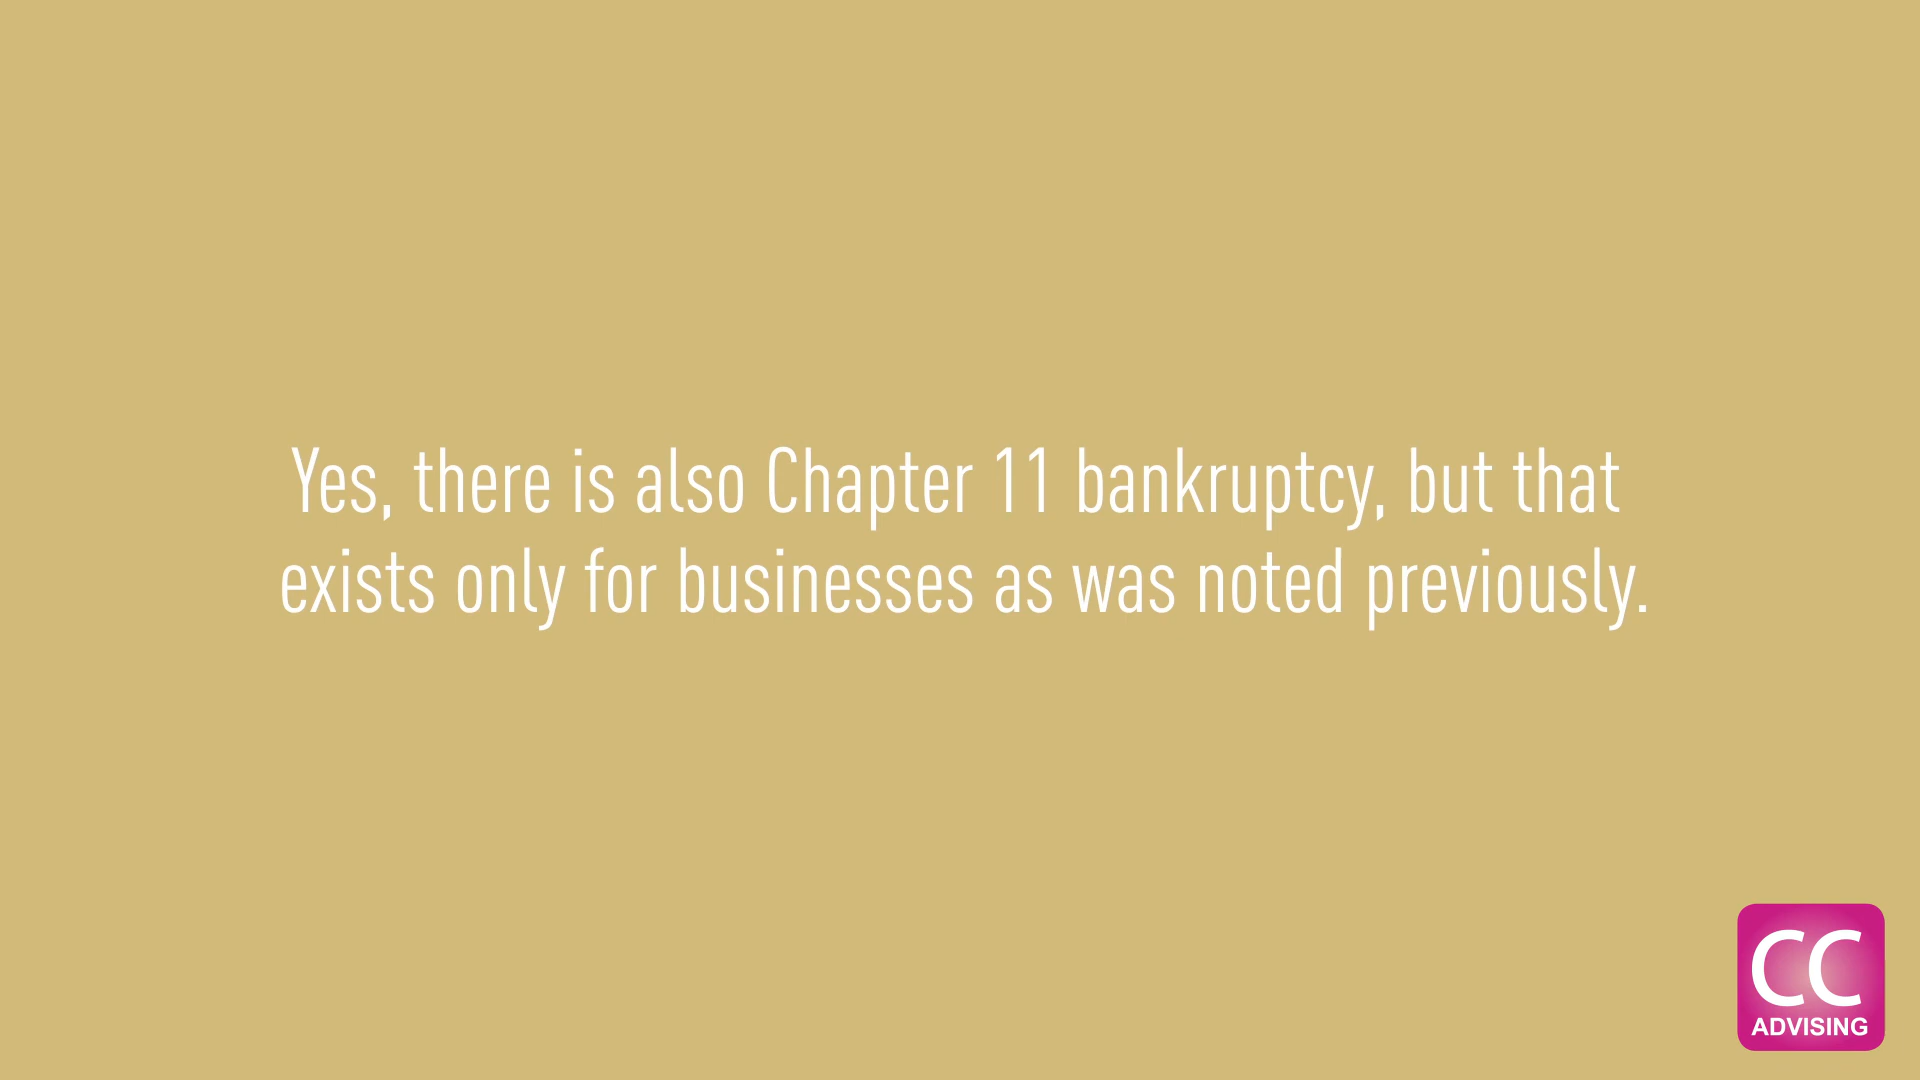 Yes, there is also Chapter 11 bankruptcy, but that
exists only for businesses as was noted previously.
CC
ADVISING